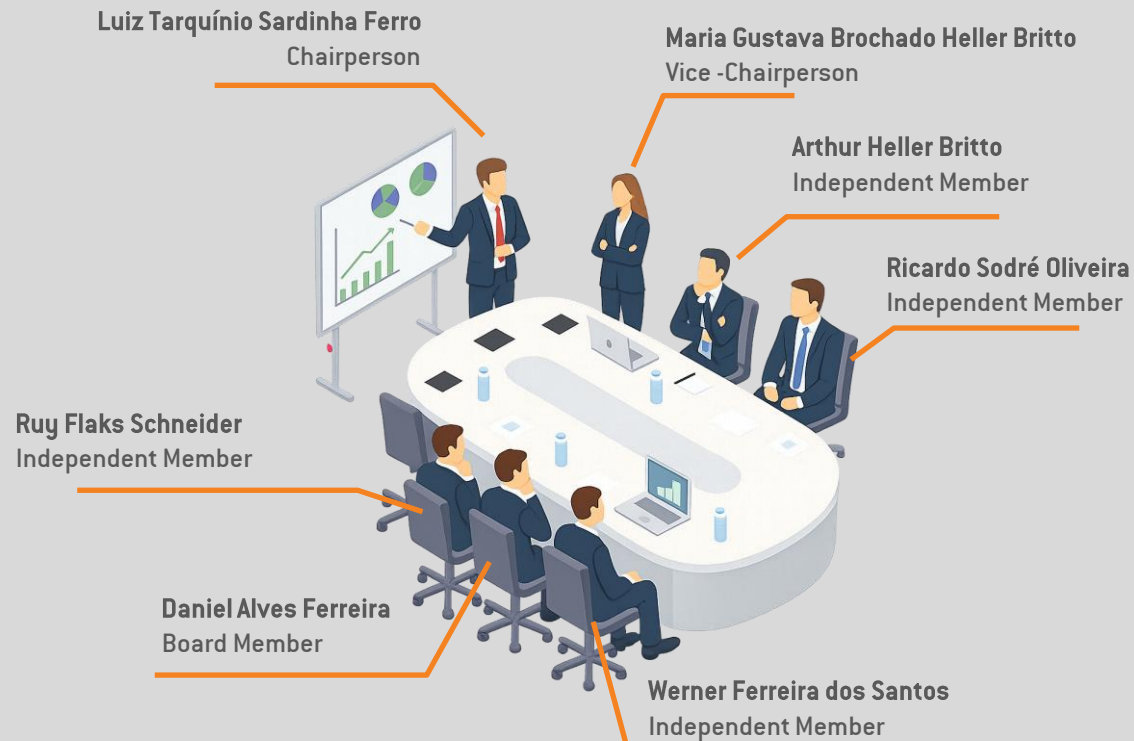 Luiz Tarquínio Sardinha Ferro
Chairperson
Maria Gustava Brochado Heller Britto
Vice -Chairperson
Arthur Heller Britto
Independent Member
Ricardo Sodré Oliveira
Independent Member
Ruy Flaks Schneider
Independent Member
Daniel Alves Ferreira
Board Member
Werner Ferreira dos Santos
Independent Member